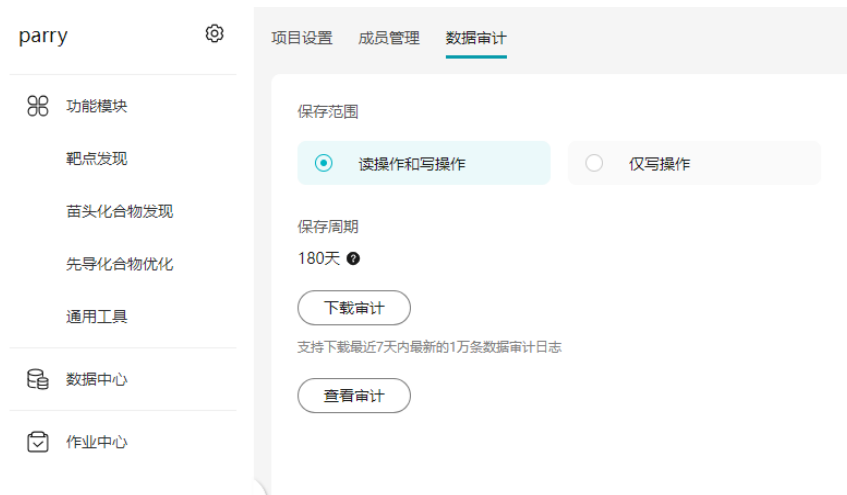 parry
功能模块
靶点发现
苗头化合物发现
先导化合物优化
通用工具
数据中心
作业中心
项目设置 成员管理 数据审计
保存范围
读操作和写操作 仅写操作
保存周期
180天
下载审计
支持下载最近7天内最新的1万条数据审计日志
查看审计